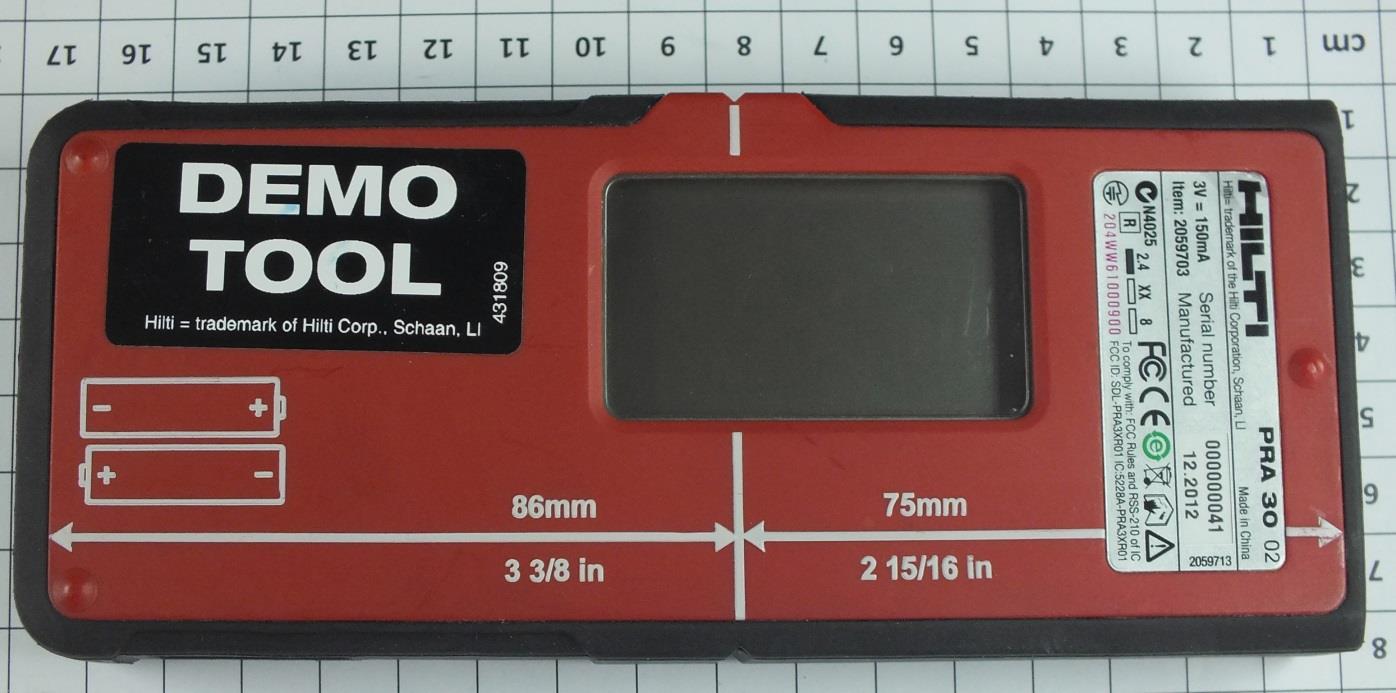 17 16 15 14 13 12 11 10 9 8 7 6 5 4 3 2 1 cm
1
2
3
4
5
6
7
8
DEMO
TOOL
Hilti = trademark of Hilti Corp., Schaan, LI
431809
- +
+ -
86mm
3 3/8 in
75mm
2 15/16 in
HILTI PRA 30 02
Hilti= trademark of the Hilti Corporation, Schaan, LI Made in China
Serial number 000000041
3V = 150mA
Item: 2059703 Manufactured 12.2012 2059713
N4025 2.4 XX 8 FC CE e
R
To comply with: FCC Rules and RSS-210 of IC
204WW61000900 FCC ID: SDL-PRA3XR01 IC:5228A-PRA3XR01